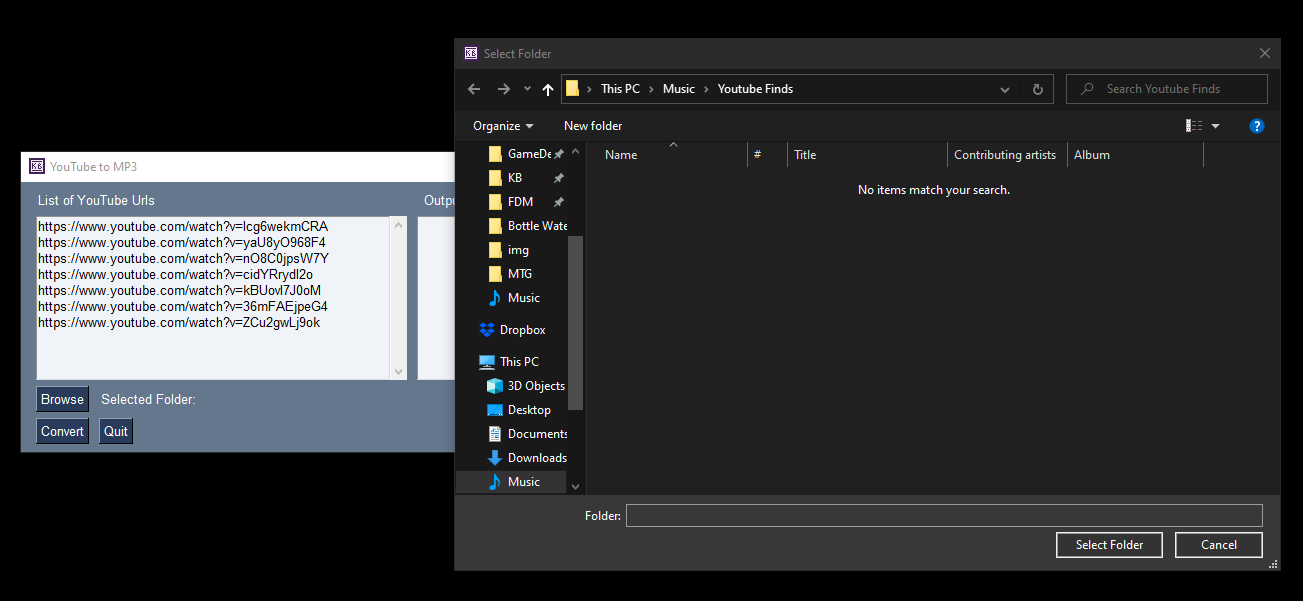 KB
YouTube to MP3
List of YouTube Urls
Outpu
https://www.youtube.com/watch?v=lcg6wekmCRA
https://www.youtube.com/watch?v=yaU8yO968F4
https://www.youtube.com/watch?v=nO8C0jpsW7Y
https://www.youtube.com/watch?v=cidYRrydl2o
https://www.youtube.com/watch?v=kBUovl7J0oM
https://www.youtube.com/watch?v=36mFAEjpeG4
https://www.youtube.com/watch?v=ZCu2gwLj9ok
Browse Selected Folder:
Convert Quit
KB Select Folder
This PC > Music > Youtube Finds
Search Youtube Finds
Organize New folder
?
GameDe
KB
FDM
Bottle Wate
img
MTG
Music
Dropbox
This PC
3D Objects
Desktop
Documents
Downloads
Music
Name # Title Contributing artists Album
No items match your search.
Folder:
Select Folder Cancel